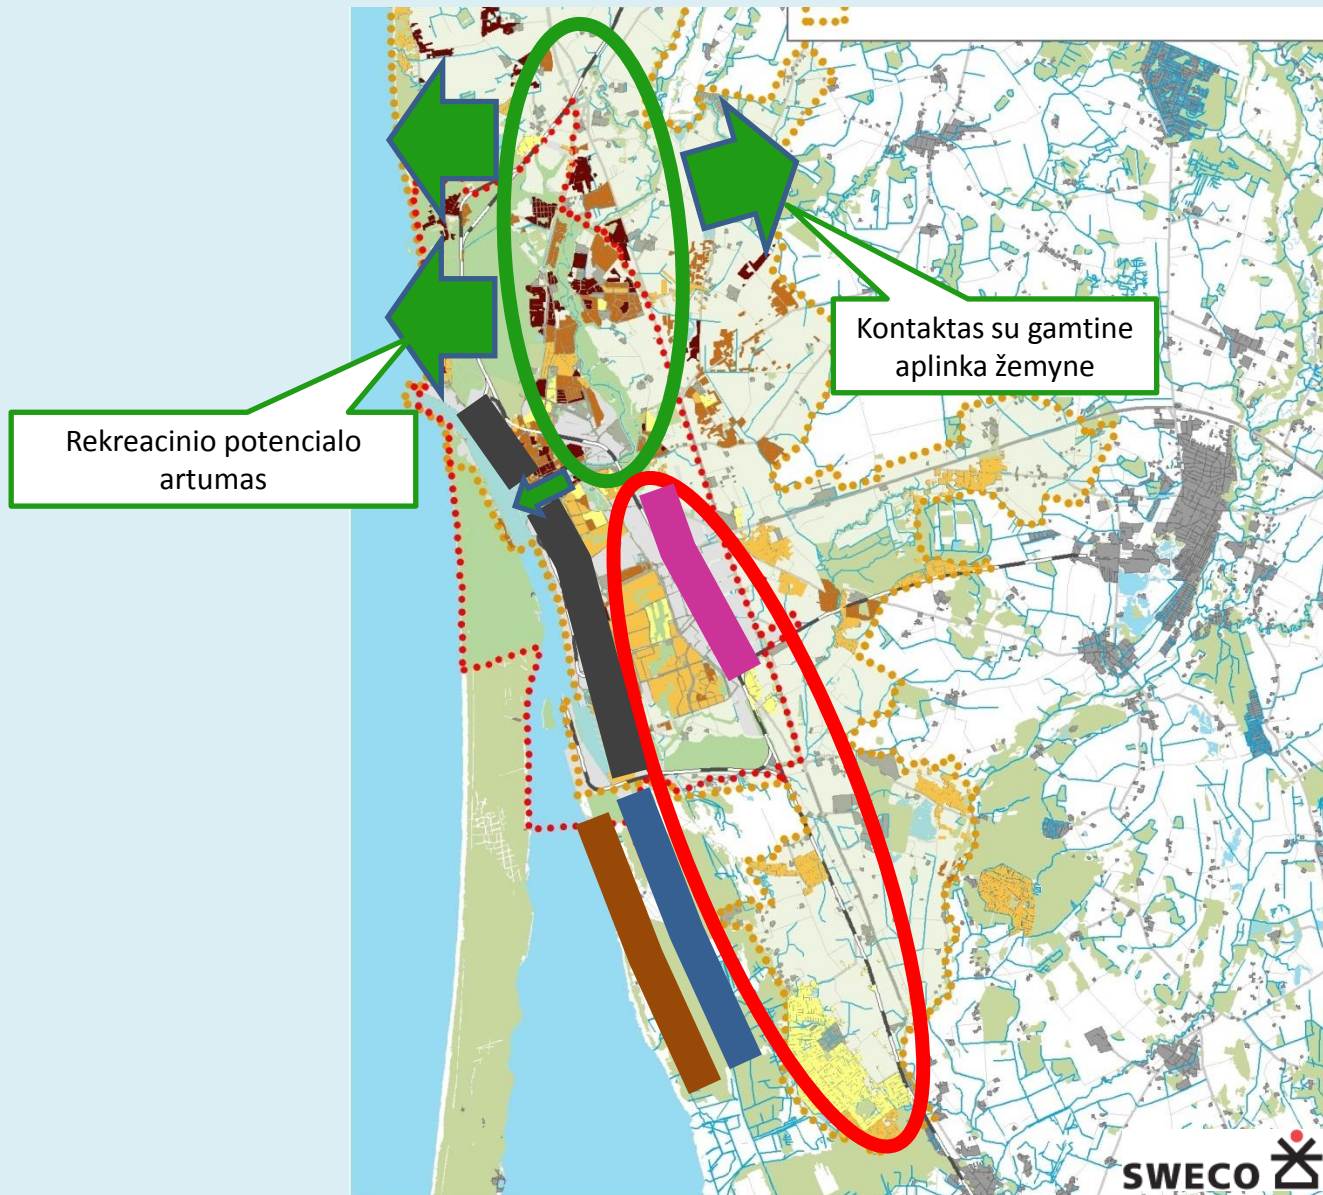 Kontaktas su gamtine
aplinka žemyne
Rekreacinio potencialo
artumas
SWECO